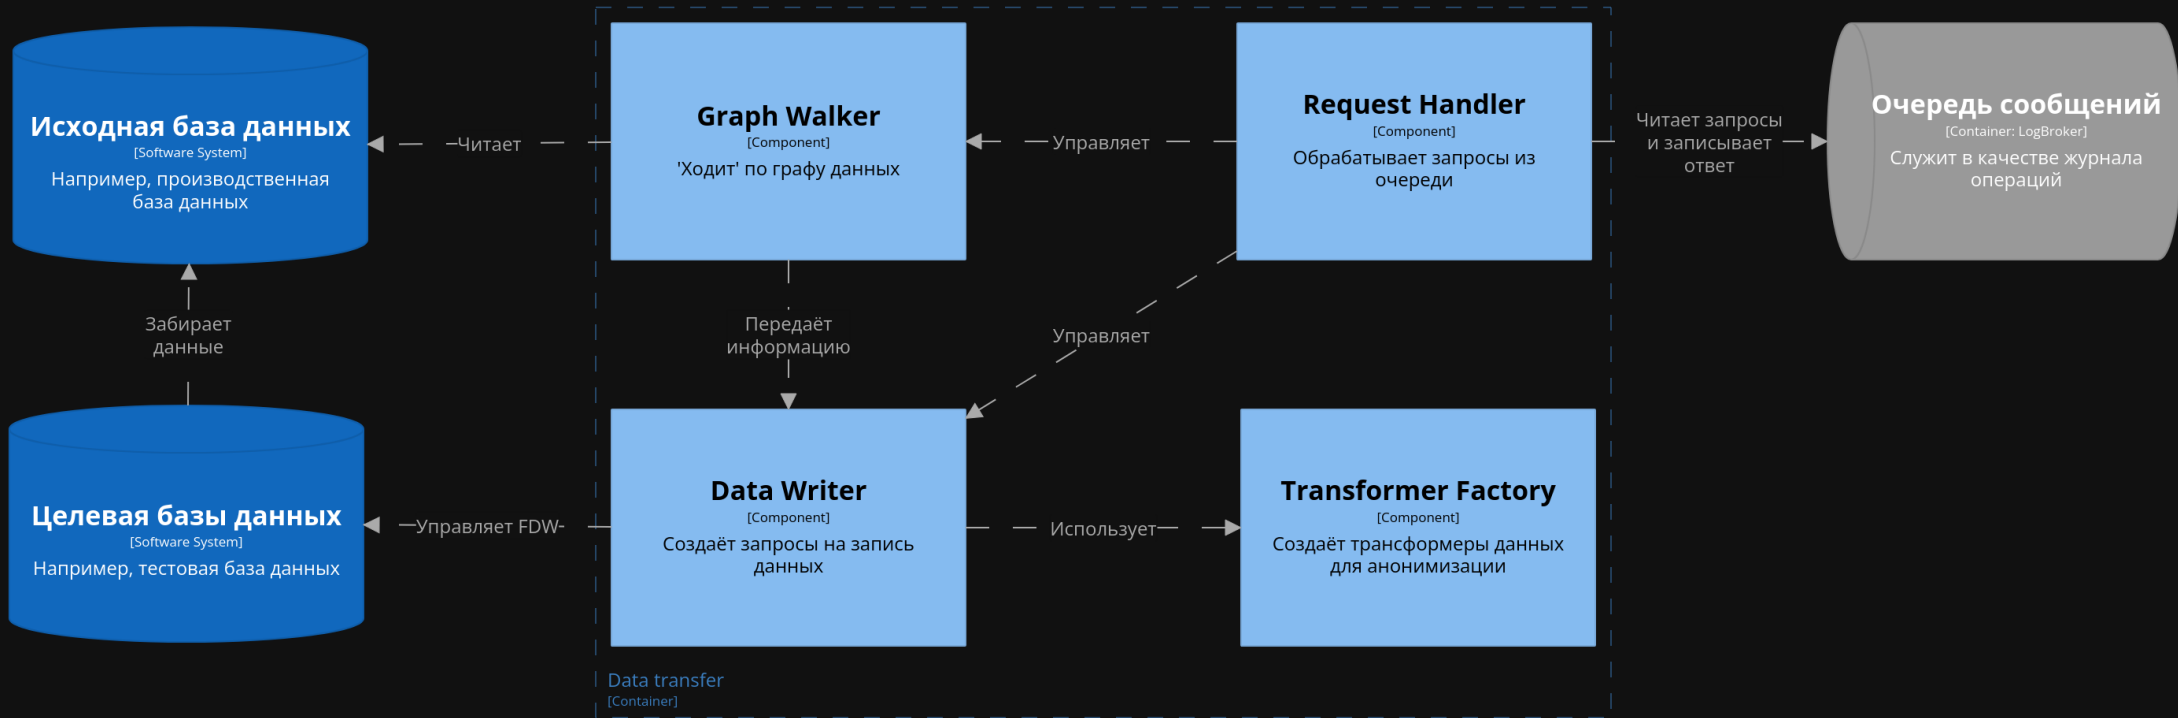 Исходная база данных
[Software System]
Например, производственная
база данных
Читает
Graph Walker
[Component]
'Ходит' по графу данных
Управляет
Request Handler
[Component]
Обрабатывает запросы из
очереди
Читает запросы
и записывает
ответ
Очередь сообщений
[Container: LogBroker]
Служит в качестве журнала
операций
Забирает
данные
Передаёт
информацию
Управляет
Целевая базы данных
[Software System]
Например, тестовая база данных
Управляет FDW
Data Writer
[Component]
Создаёт запросы на запись
данных
Использует
Transformer Factory
[Component]
Создаёт трансформеры данных
для анонимизации
Data transfer
[Container]